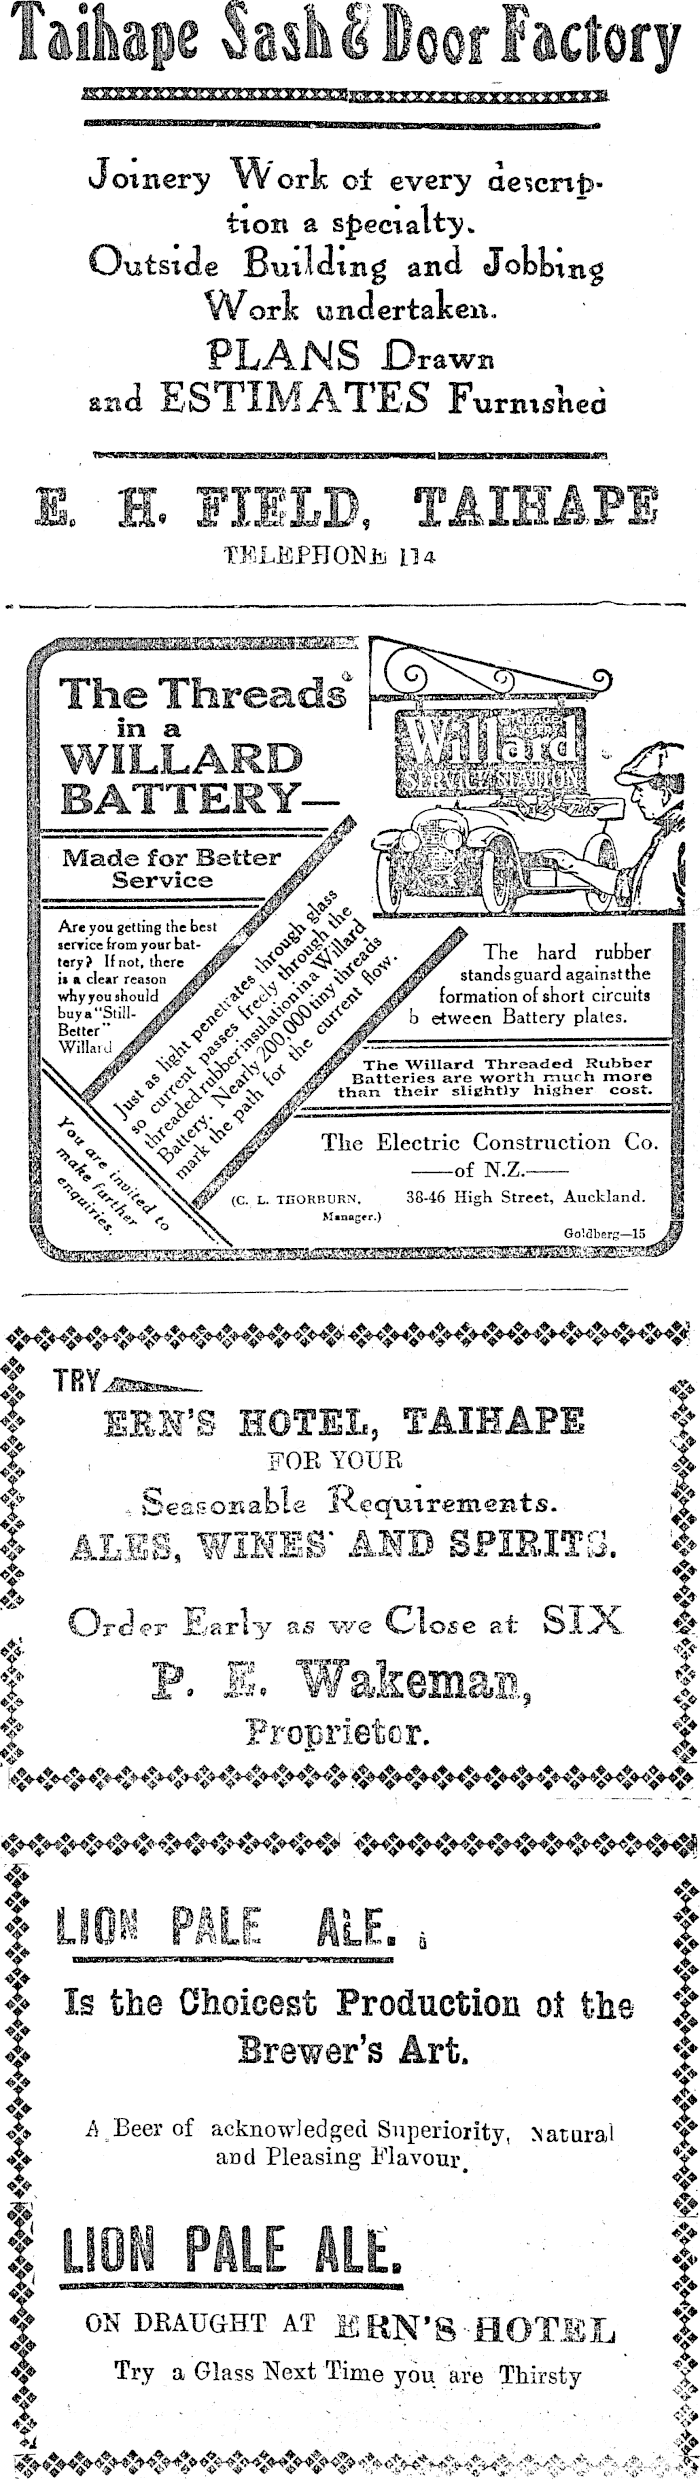 Taihape Sash & Door Factory
Joinery Work of every descrip-
tion a specialty.
Outside Building and Jobbing
Work undertaken.
PLANS Drawn
and ESTIMATES Furnished
E. H. FIELD, TAIHAPE
TELEPHONE 114
The Threads
in a
WILLARD
BATTERY—
Willard
SERVICE STATION
Made for Better
Service
Are you getting the best
service from your bat-
tery? If not, there
is a clear reason
why you should
buy a "Still-
Better"
Willard
Just as light penetrates through glass
so current passes freely through the
threaded rubber insulation in a Willard
Battery. Nearly 200,000 tiny threads
mark the path for the current flow.
You are invited to
make further
enquiries.
The hard rubber
stands guard against the
formation of short circuits
b etween Battery plates.
The Willard Threaded Rubber
Batteries are worth much more
than their slightly higher cost.
The Electric Construction Co.
——of N.Z.——
(C. L. THORBURN, 38-46 High Street, Auckland.
Manager.)
Goldberg—15
TRY
ERN'S HOTEL, TAIHAPE
FOR YOUR
Seasonable Requirements.
ALES, WINES AND SPIRITS.
Order Early as we Close at SIX
P. E. Wakeman,
Proprietor.
LION PALE ALE.
Is the Choicest Production of the
Brewer's Art.
A Beer of acknowledged Superiority, Natural
and Pleasing Flavour.
LION PALE ALE.
ON DRAUGHT AT ERN'S HOTEL
Try a Glass Next Time you are Thirsty